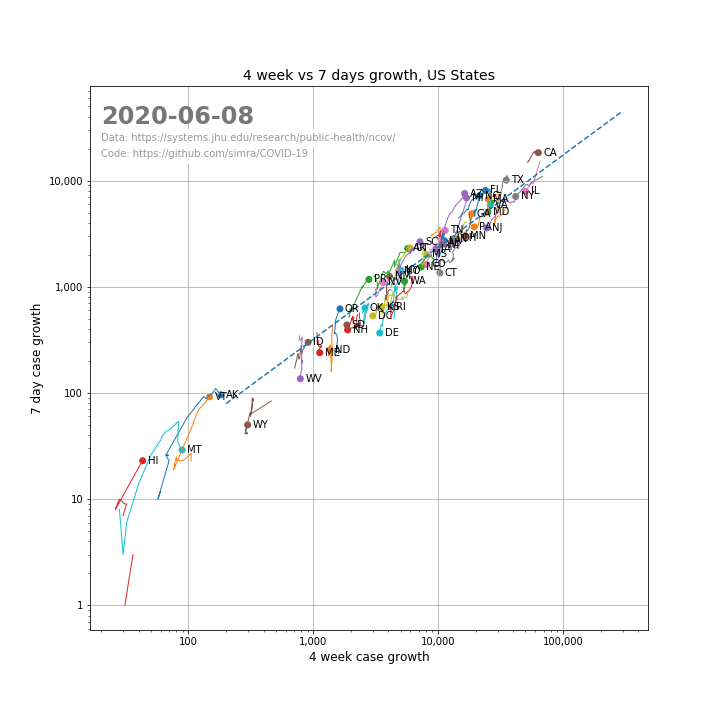 4 week vs 7 days growth, US States
2020-06-08
Data: https://systems.jhu.edu/research/public-health/ncov/
Code: https://github.com/simra/COVID-19
7 day case growth
10,000
1,000
100
10
1
CA
TX
IL
NY
AZ
FL
VA
MD
GA
PA
NJ
TN
MN
SC
MS
CO
CT
PR
NV
WA
OR
OK
RI
DC
DE
SD
NH
ID
ME
ND
WV
VT
AK
WY
MT
HI
100
1,000
10,000
100,000
4 week case growth